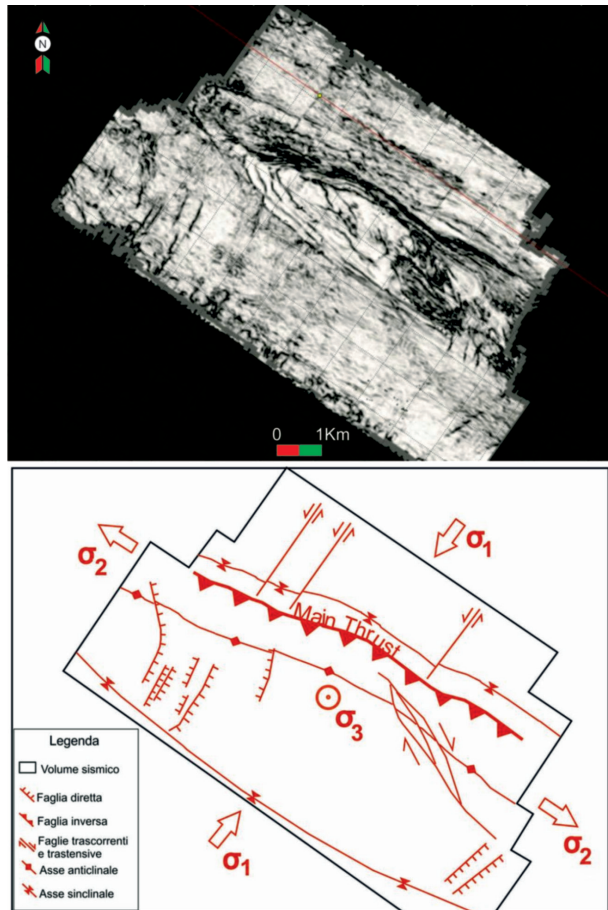 N
0 1Km
σ1
σ2
Main Thrust
σ3
σ1
σ2
Legenda
Volume sismico
Faglia diretta
Faglia inversa
Faglie trascorrenti
e trastensive
Asse anticlinale
Asse sinclinale